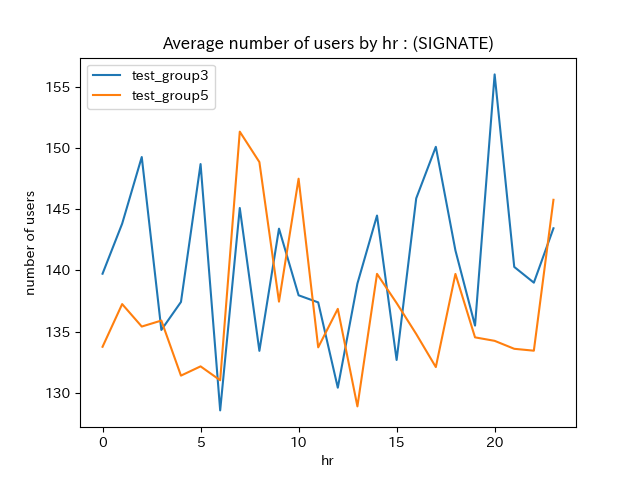 Average number of users by hr : (SIGNATE)
test_group3
test_group5
155
150
145
140
135
130
number of users
0 5 10 15 20
hr